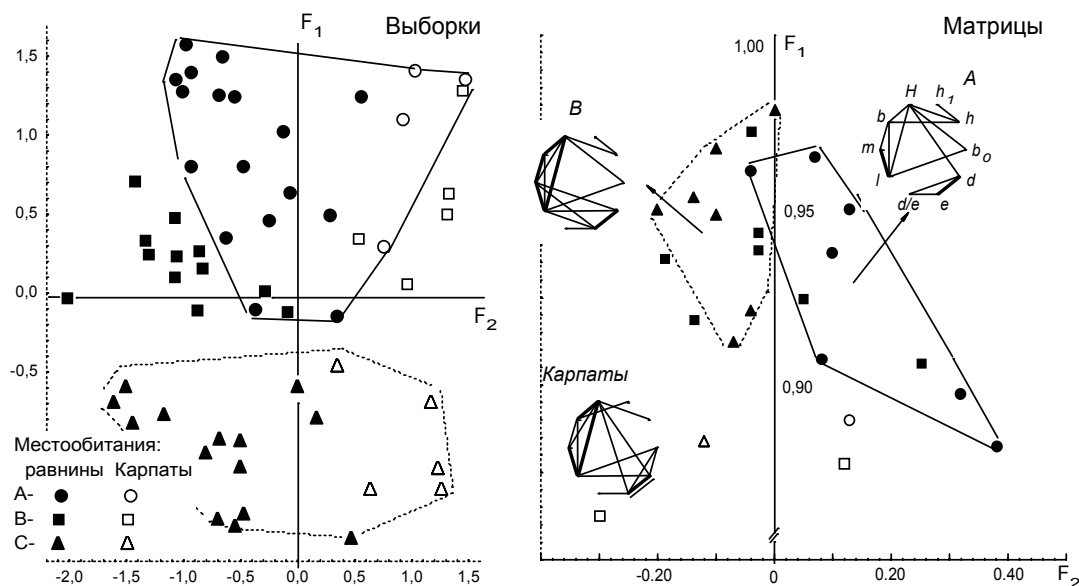 F1
Выборки
1,5
1,0
0,5
0,0
F2
-0,5
Местообитания:
равнины Карпаты
A-
B-
C-
-2,0 -1,5 -1,0 -0,5 0,0 0,5 1,0 1,5
Матрицы
1,00
F1
B
A
H
h1
b
h
m
bo
l
d
d/e
e
0,95
Карпаты
0,90
-0.20 0 0.20 0.40
F2